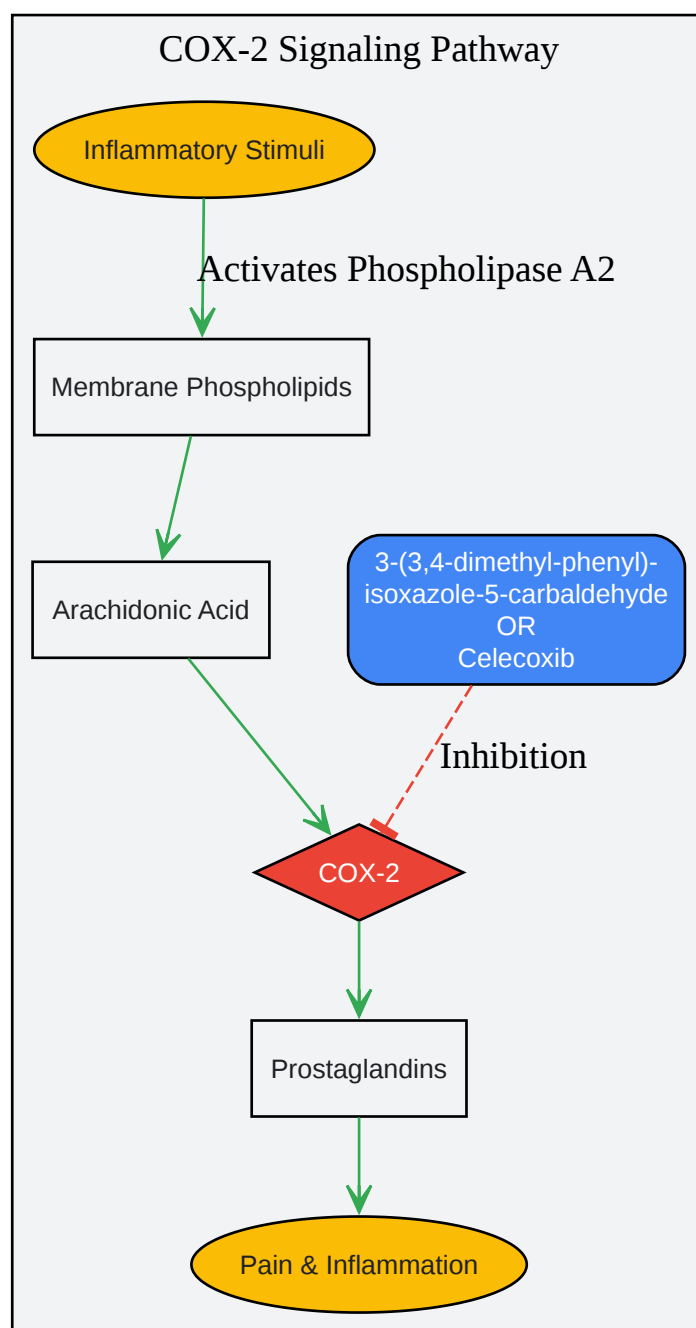 COX-2 Signaling Pathway
Inflammatory Stimuli
Activates Phospholipase A2
Membrane Phospholipids
Arachidonic Acid
3-(3,4-dimethyl-phenyl)-
isoxazole-5-carbaldehyde
OR
Celecoxib
Inhibition
COX-2
Prostaglandins
Pain & Inflammation